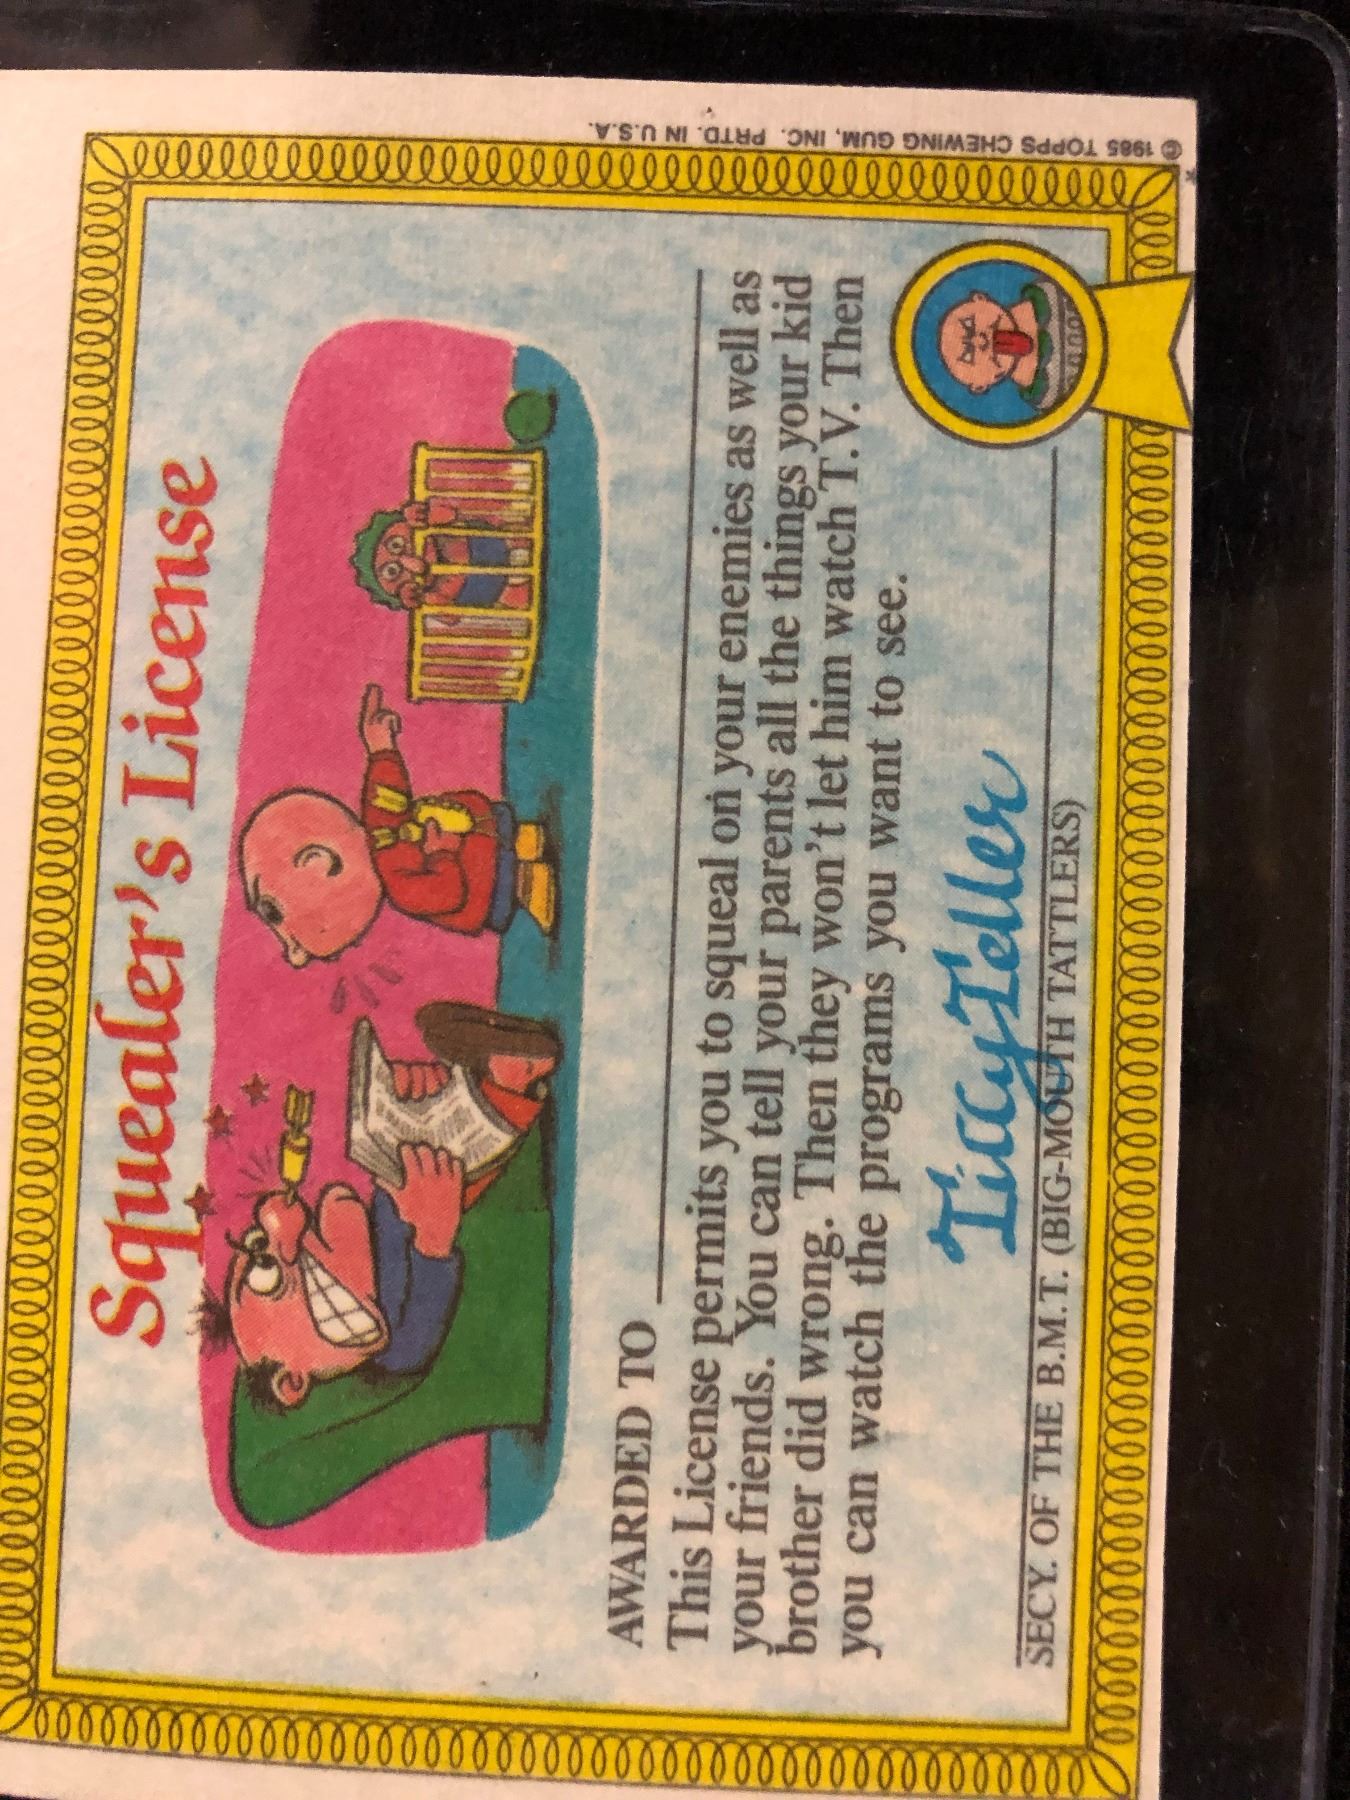 Squealer's License
AWARDED TO
This License permits you to squeal on your enemies as well as
your friends. You can tell your parents all the things your kid
brother did wrong. Then they won't let him watch T.V. Then
you can watch the programs you want to see.
Tracy Teller
SECY. OF THE B.M.T. (BIG-MOUTH TATTLERS)
© 1985 TOPPS CHEWING GUM, INC. PRTD. IN U.S.A.